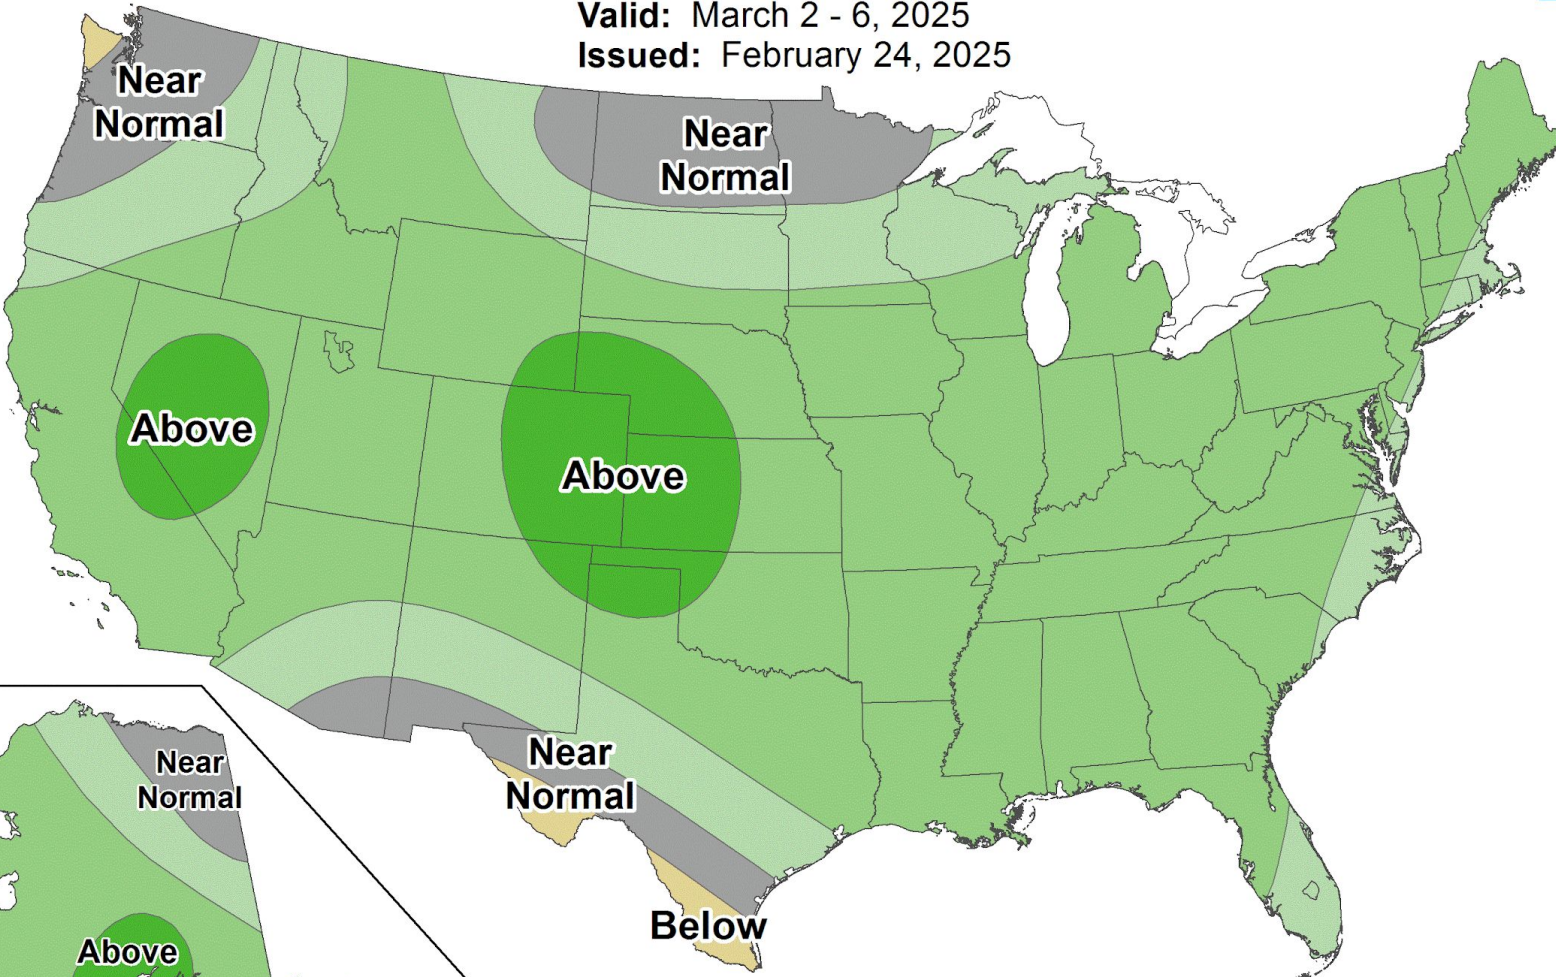 Valid: March 2 - 6, 2025
Issued: February 24, 2025
Near
Normal
Near
Normal
Above
Above
Near
Normal
Near
Normal
Below
Above